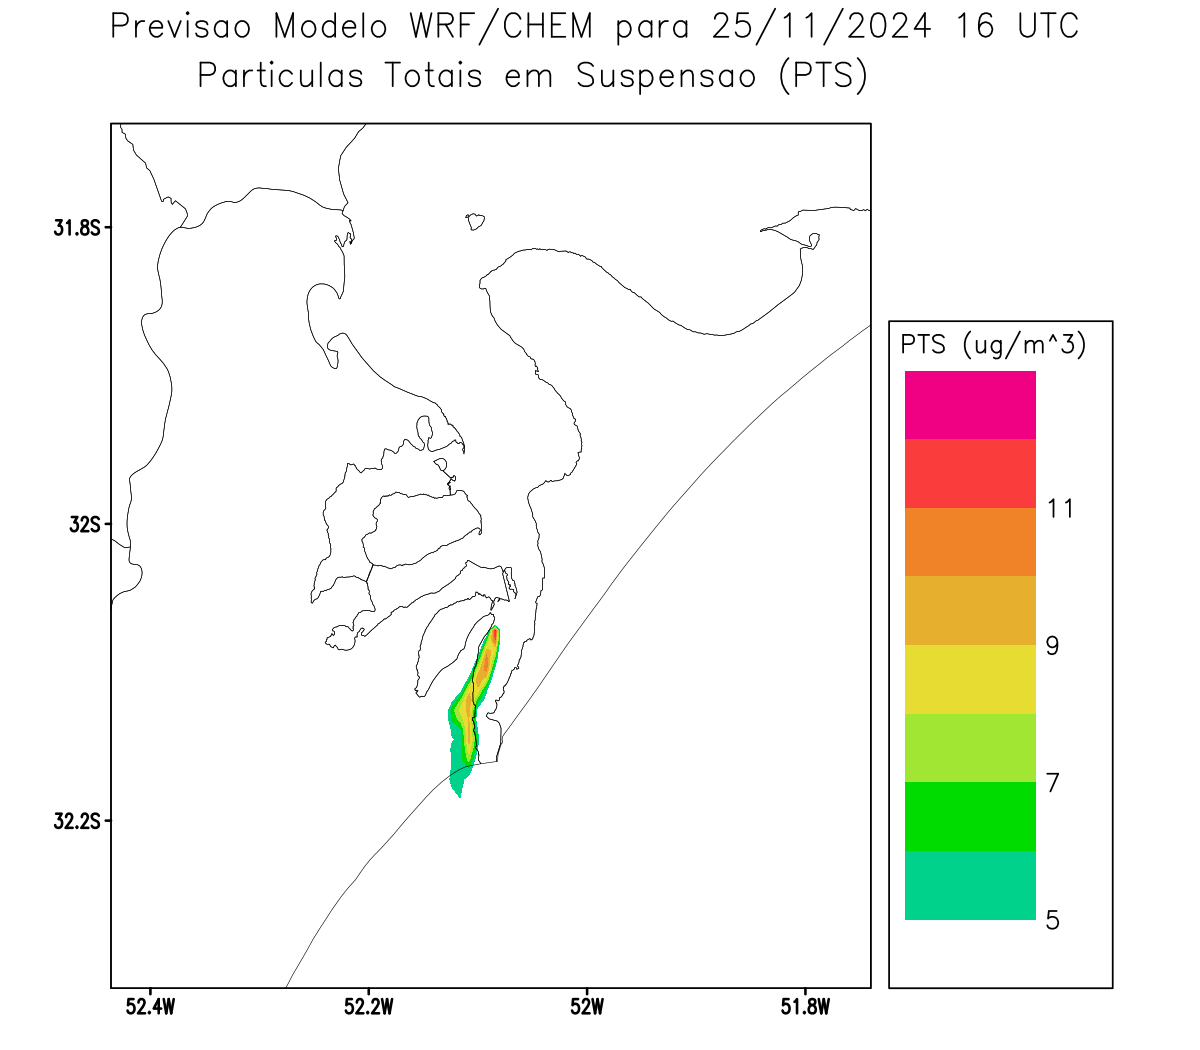 Previsao Modelo WRF/CHEM para 25/11/2024 16 UTC
Particulas Totais em Suspensao (PTS)
31.8S
32S
32.2S
52.4W
52.2W
52W
51.8W
PTS (ug/m^3)
11
9
7
5